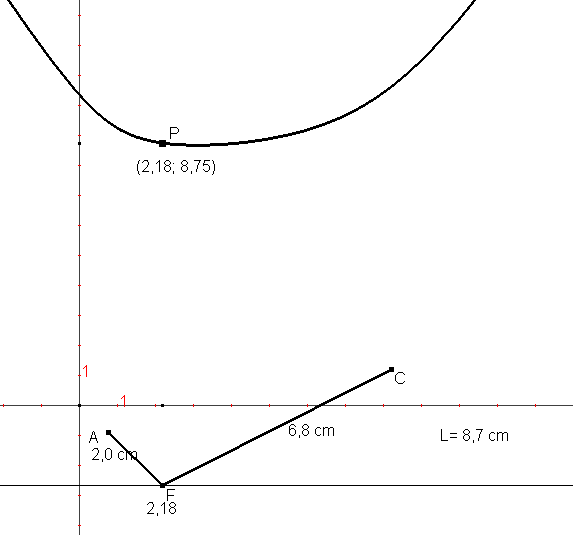 P
(2,18; 8,75)
1
1
C
A
6,8 cm
L= 8,7 cm
2,0 cm
F
2,18